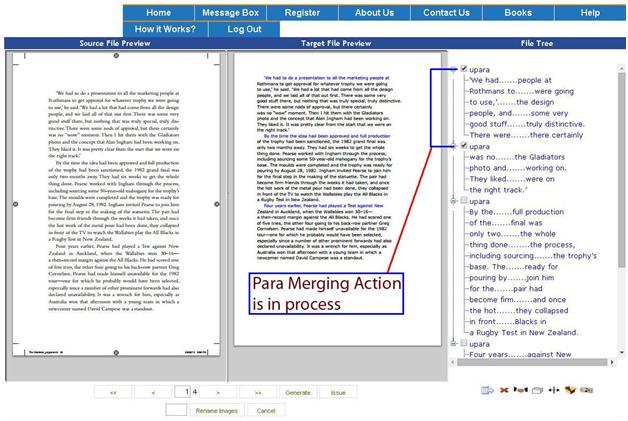 Home Message Box Register About Us Contact Us Books Help
How it Works? Log Out
Source File Preview Target File Preview File Tree
"We had to do a presentation to all the marketing people at
Rothmans to get approval for whatever trophy we were going
to use,' he said. 'We had a lot that had come from all the design
people, and we laid all of that out first. There was some very
good stuff there, but nothing that was truly special, truly dis-
tinctive. There were some nods of approval, but there certainly
was no "wow" moment. Then I hit them with the Gladiators
photo and the concept that Alan Ingham had been working on.
They liked it. It was pretty clear from the start that we were on
the right track.'
By the time the idea had been approved and full production
of the trophy had been sanctioned, the 1982 grand final was
only two months away. They had six weeks to get the whole
thing done. Pearse worked with Ingham through the process,
including sourcing some 50-year-old mahogany for the trophy's
base. The moulds were completed and the trophy was ready for
pouring by August 28, 1982. Ingham invited Pearse to join him
for the final step in the making of the statuette. The pair had
become firm friends through the weeks it had taken, and once
the hot work of the metal pour had been done, they collapsed
in front of the TV to watch the Wallabies play the All Blacks in
a Rugby Test in New Zealand.
Four years earlier, Pearse had played a Test against New
Zealand in Auckland, when the Wallabies won 30–16—
a then-record margin against the All Blacks. He had scored one
of five tries, the other four going to his back-row partner Greg
Cornelsen. Pearse had made himself unavailable for the 1982
tour—one for which he probably would have been selected,
especially since a number of other prominent forwards had also
declared unavailability. It was a wrench for him, especially as
Australia won that afternoon with a young team in which a
newcomer named David Campese was a standout.
'We had to do a presentation to all the marketing people at
Rothmans to get approval for whatever trophy we were going
to use,' he said. 'We had a lot that had come from all the design
people, and we laid all of that out first. There was some very
good stuff there, but nothing that was truly special, truly distinctive.
There were some nods of approval, but there certainly
was no "wow" moment. Then I hit them with the Gladiators
photo and the concept that Alan Ingham had been working on.
They liked it. It was pretty clear from the start that we were on
the right track.'
By the time the idea had been approved and full production
of the trophy had been sanctioned, the 1982 grand final was
only two months away. They had six weeks to get the whole
thing done. Pearse worked with Ingham through the process,
including sourcing some 50-year-old mahogany for the trophy's
base. The moulds were completed and the trophy was ready for
pouring by August 28, 1982. Ingham invited Pearse to join him
for the final step in the making of the statuette. The pair had
become firm friends through the weeks it had taken, and once
the hot work of the metal pour had been done, they collapsed
in front of the TV to watch the Wallabies play the All Blacks in
a Rugby Test in New Zealand.
Four years earlier, Pearse had played a Test against New
Zealand in Auckland, when the Wallabies won 30–16—
a then-record margin against the All Blacks. He had scored one
of five tries, the other four going to his back-row partner Greg
Cornelsen. Pearse had made himself unavailable for the 1982
tour—one for which he probably would have been selected,
especially since a number of other prominent forwards had also
declared unavailability. It was a wrench for him, especially as
Australia won that afternoon with a young team in which a
newcomer named David Campese was a standout.
Para Merging Action
is in process
upara
'We had.......people at
Rothmans to.......were going
to use,'.......the design
people, and.......some very
good stuff.......truly distinctive.
There were.......there certainly
upara
was no.......the Gladiators
photo and.......working on.
They liked.......were on
the right track.'
upara
By the.......full production
of the.......final was
only two.......the whole
thing done.......the process,
including sourcing.......the trophy's
base. The.......ready for
pouring by.......join him
for the.......pair had
become firm.......and once
the hot.......they collapsed
in front.......Blacks in
a Rugby Test in New Zealand.
upara
Four years.......against New
<< < 1 4 > >> Generate Issue
Rename Images Cancel